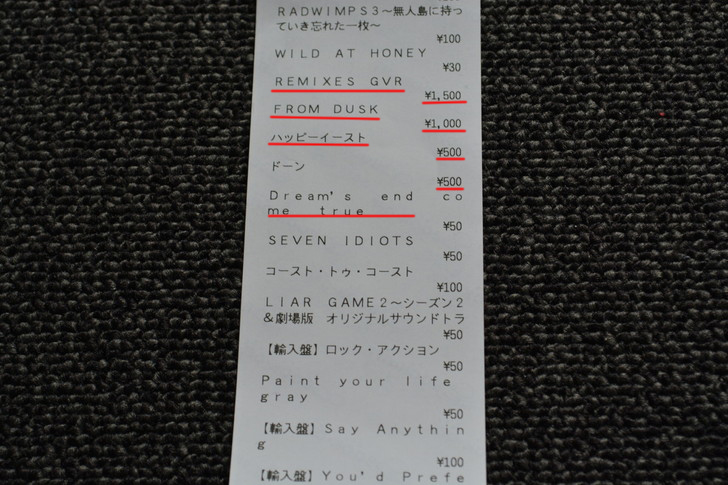 RADWIMPS3～無人島に持っ
ていき忘れた一枚～
¥100
WILD AT HONEY
¥30
REMIXES GVR
¥1,500
FROM DUSK
¥1,000
ハッピーイースト
¥500
ドーン
¥500
Dream's end co
me true
¥50
SEVEN IDIOTS
¥50
コースト・トゥ・コースト
¥100
LIAR GAME2～シーズン2
&劇場版 オリジナルサウンドトラ
¥50
【輸入盤】ロック・アクション
¥50
Paint your life
gray
¥50
【輸入盤】Say Anythin
g
¥100
【輸入盤】You'd Prefe